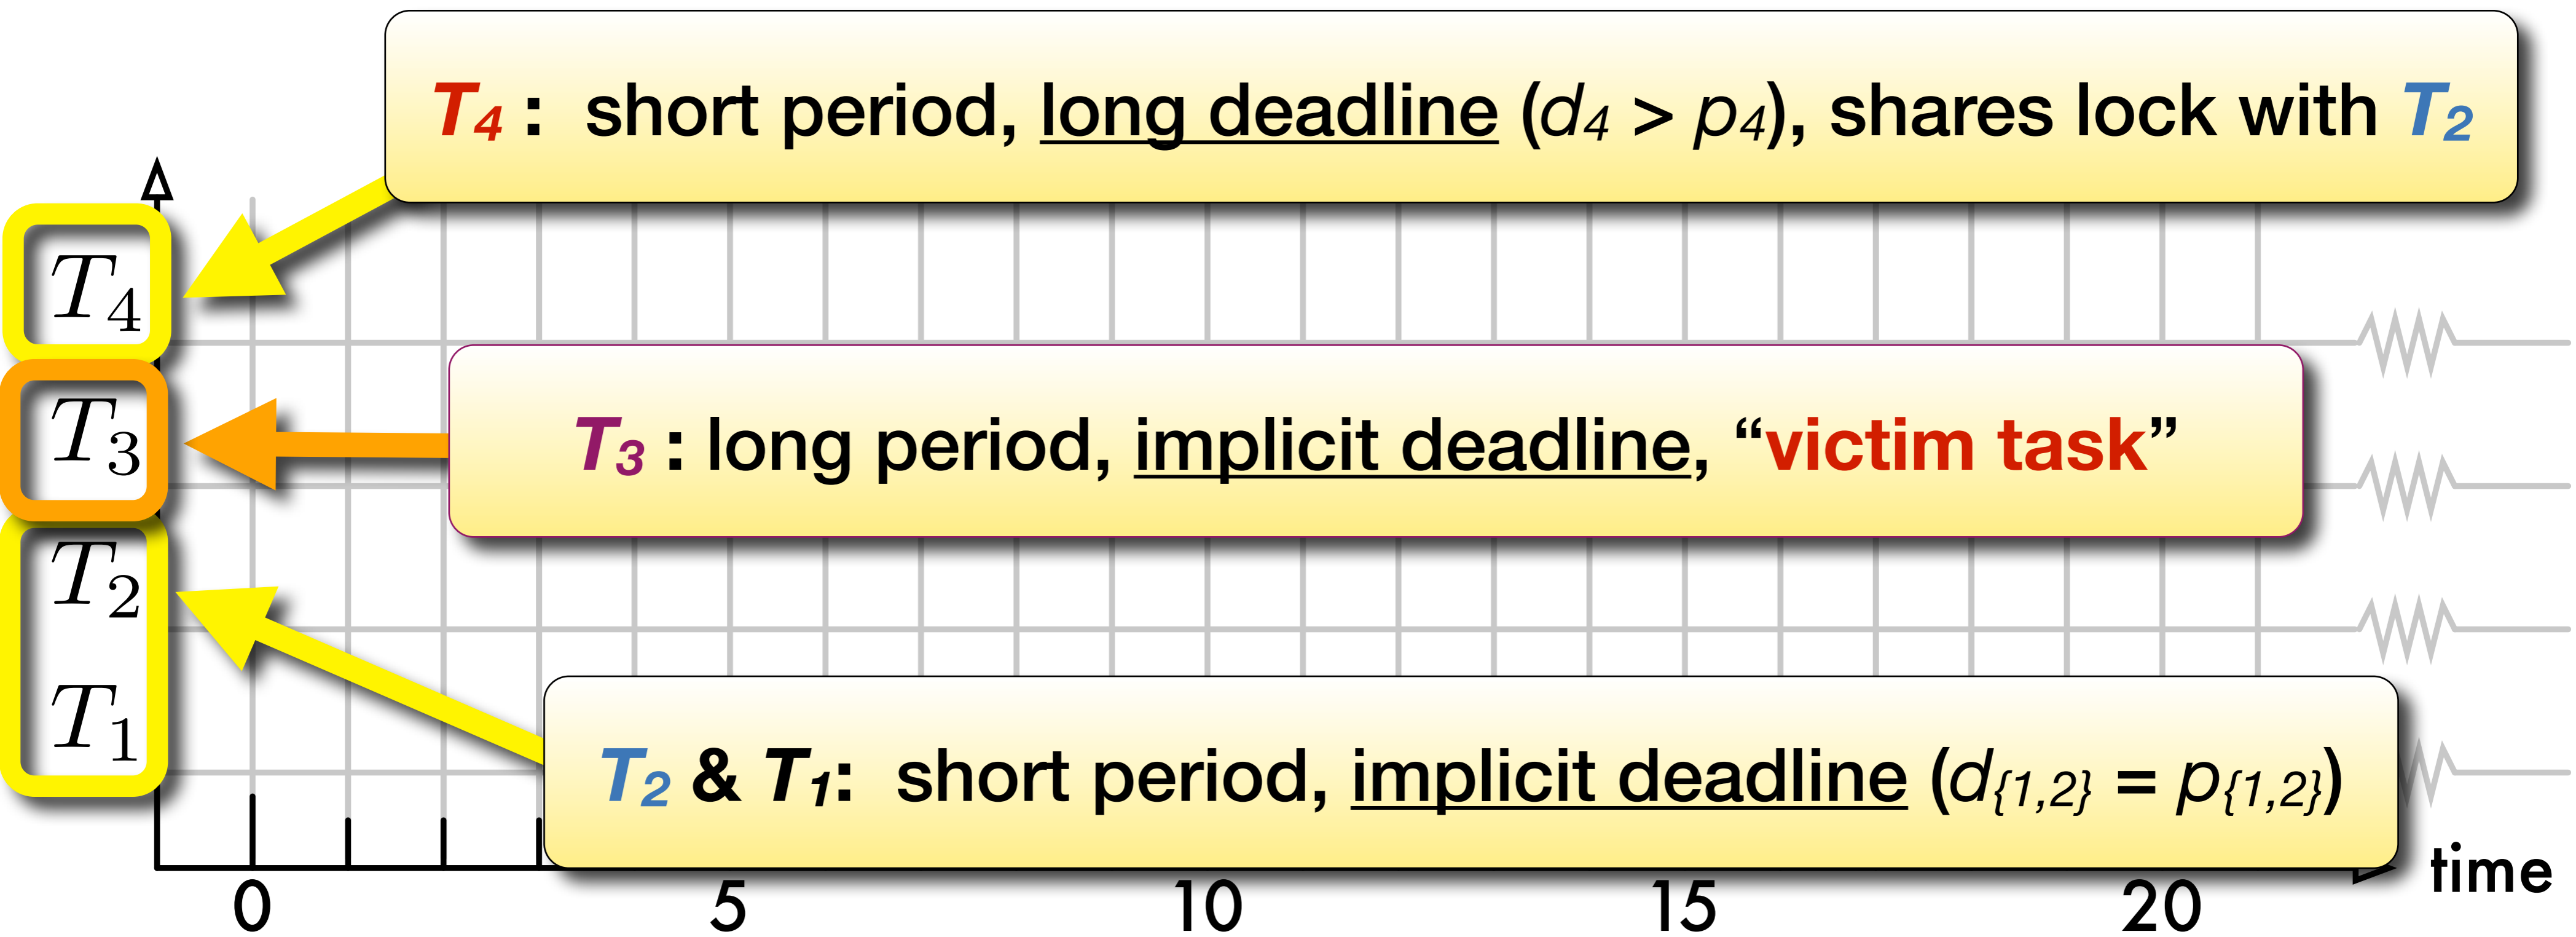 T4 : short period, long deadline (d4 > p4), shares lock with T2
T4
T3
T3 : long period, implicit deadline, “victim task”
T2
T1
T2 & T1: short period, implicit deadline (d{1,2} = p{1,2})
time
0 5 10 15 20